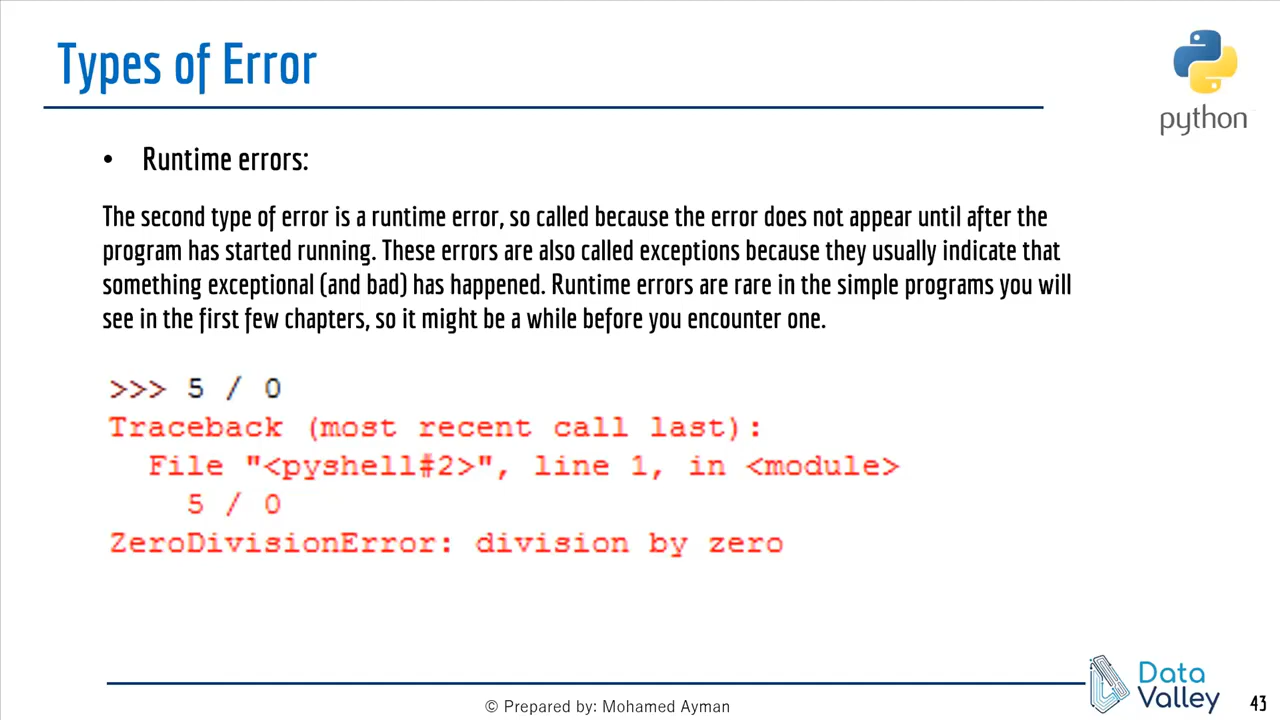 Types of Error
python
• Runtime errors:
The second type of error is a runtime error, so called because the error does not appear until after the
program has started running. These errors are also called exceptions because they usually indicate that
something exceptional (and bad) has happened. Runtime errors are rare in the simple programs you will
see in the first few chapters, so it might be a while before you encounter one.
>>> 5 / 0
Traceback (most recent call last):
  File "<pyshell#2>", line 1, in <module>
    5 / 0
ZeroDivisionError: division by zero
Data
Valley
© Prepared by: Mohamed Ayman
43